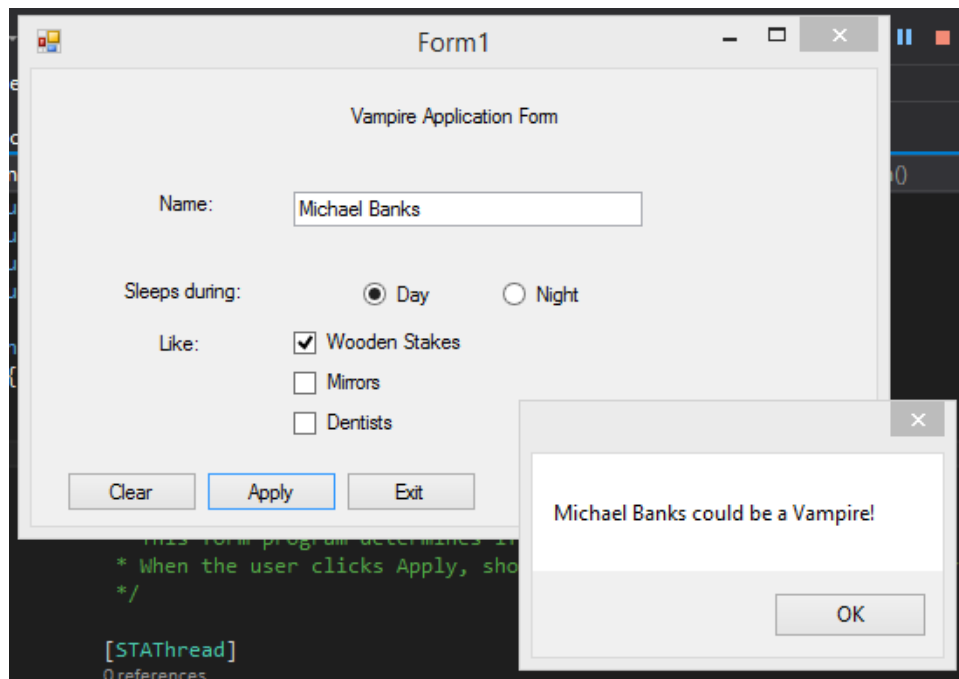 Form1
Vampire Application Form
Name: Michael Banks
Sleeps during: Day Night
Like: Wooden Stakes
Mirrors
Dentists
Clear Apply Exit
Michael Banks could be a Vampire!
OK
* When the user clicks Apply, sho
*/
[STAThread]
0 references